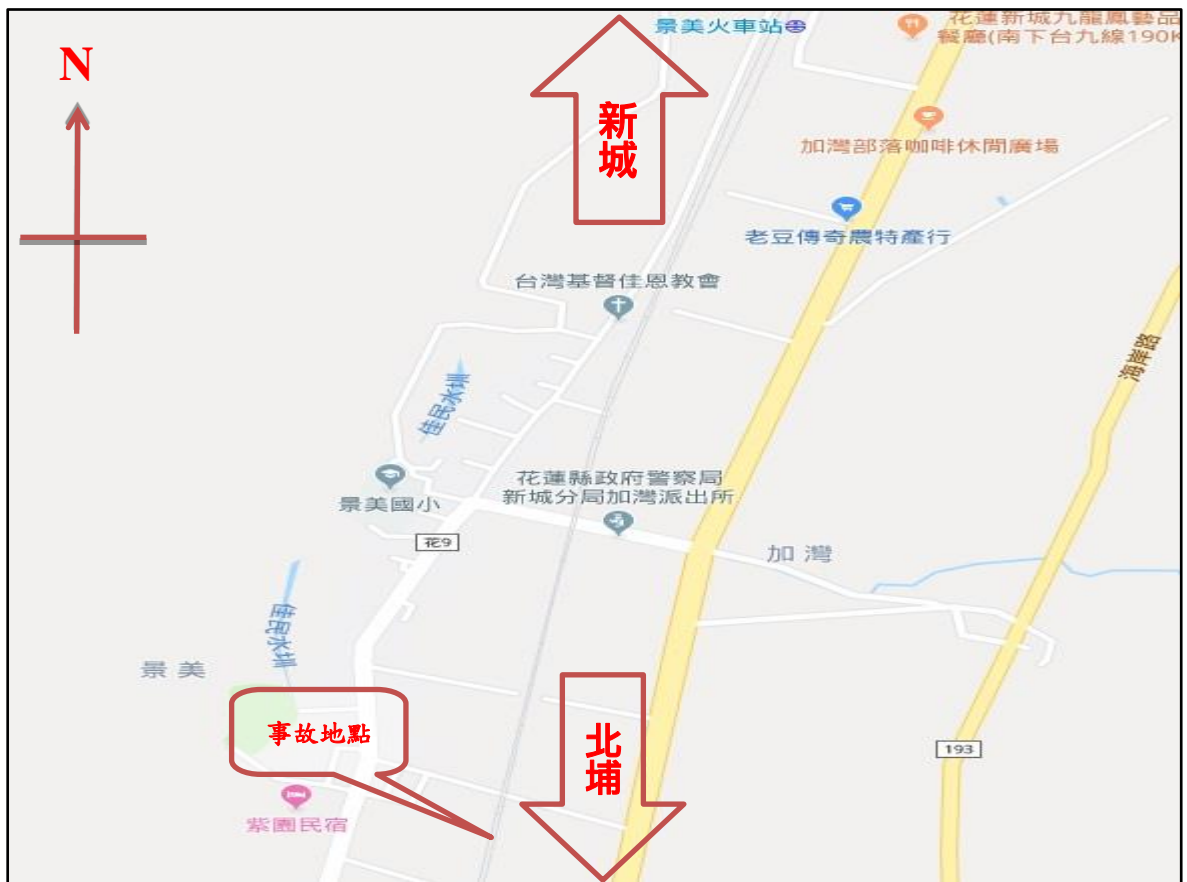 N
景美火車站
花蓮新城九龍鳳藝品
餐廳(南下台九線190K
新城
加灣部落咖啡休閒廣場
老豆傳奇農特產行
台灣基督佳恩教會
海岸路
佳民水圳
花蓮縣政府警察局
新城分局加灣派出所
景美國小
花9
加灣
佳民水圳
景美
事故地點
北埔
193
紫園民宿